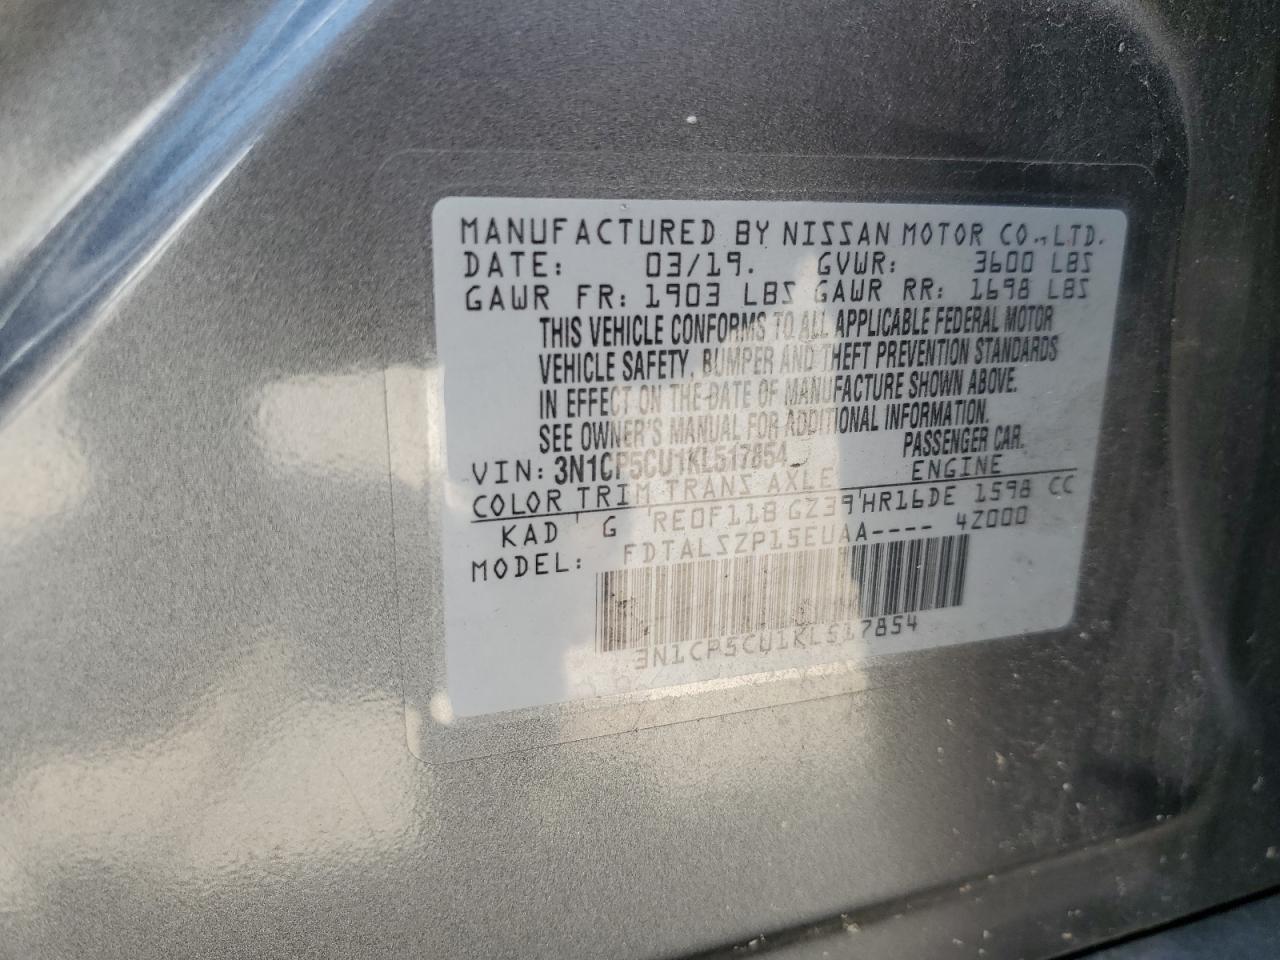 MANUFACTURED BY NISSAN MOTOR CO.,LTD.
DATE: 03/19. GVWR: 3600 LBS
GAWR FR: 1903 LBS GAWR RR: 1698 LBS
THIS VEHICLE CONFORMS TO ALL APPLICABLE FEDERAL MOTOR
VEHICLE SAFETY, BUMPER AND THEFT PREVENTION STANDARDS
IN EFFECT ON THE DATE OF MANUFACTURE SHOWN ABOVE.
SEE OWNER'S MANUAL FOR ADDITIONAL INFORMATION.
VIN: 3N1CP5CU1KL517854 PASSENGER CAR.
COLOR TRIM TRANS AXLE ENGINE
KAD G RE0F11B GZ39 HR16DE 1598 CC
MODEL: FDTALSZP15EUAA---- 4Z000
3N1CP5CU1KL517854